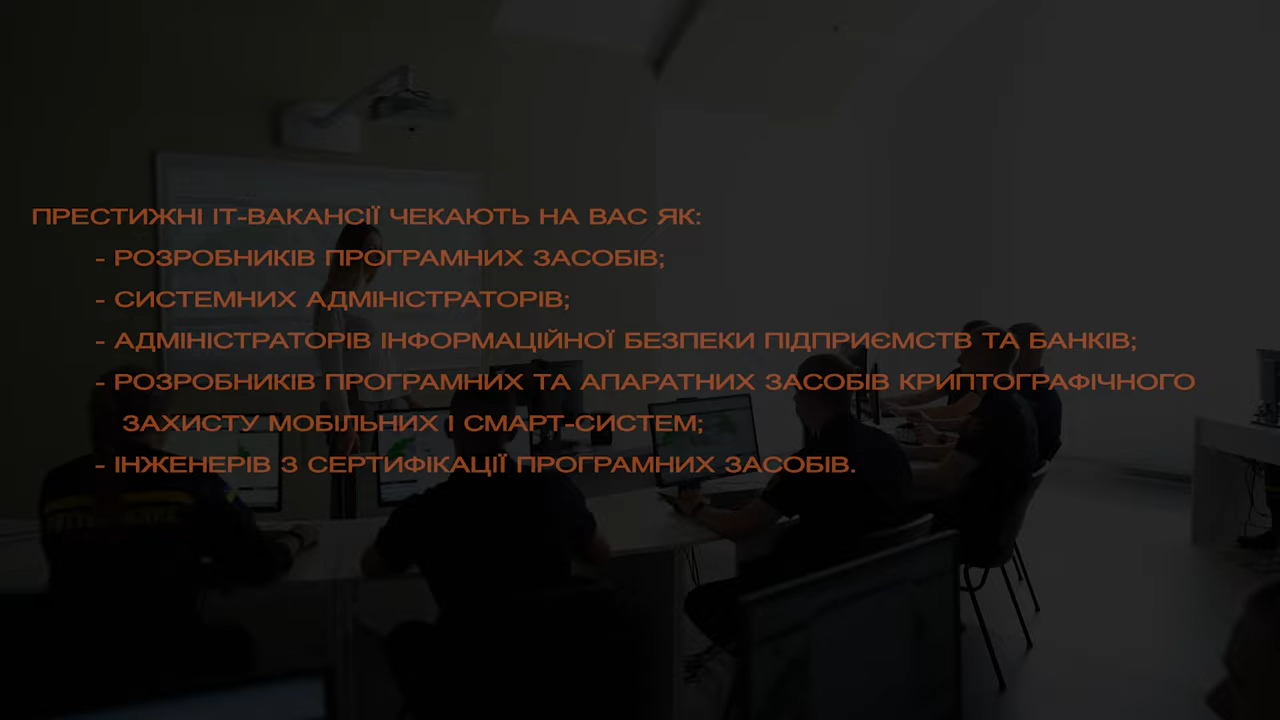 ПРЕСТИЖНІ ІТ-ВАКАНСІЇ ЧЕКАЮТЬ НА ВАС ЯК:
- РОЗРОБНИКІВ ПРОГРАМНИХ ЗАСОБІВ;
- СИСТЕМНИХ АДМІНІСТРАТОРІВ;
- АДМІНІСТРАТОРІВ ІНФОРМАЦІЙНОЇ БЕЗПЕКИ ПІДПРИЄМСТВ ТА БАНКІВ;
- РОЗРОБНИКІВ ПРОГРАМНИХ ТА АПАРАТНИХ ЗАСОБІВ КРИПТОГРАФІЧНОГО
ЗАХИСТУ МОБІЛЬНИХ І СМАРТ-СИСТЕМ;
- ІНЖЕНЕРІВ З СЕРТИФІКАЦІЇ ПРОГРАМНИХ ЗАСОБІВ.